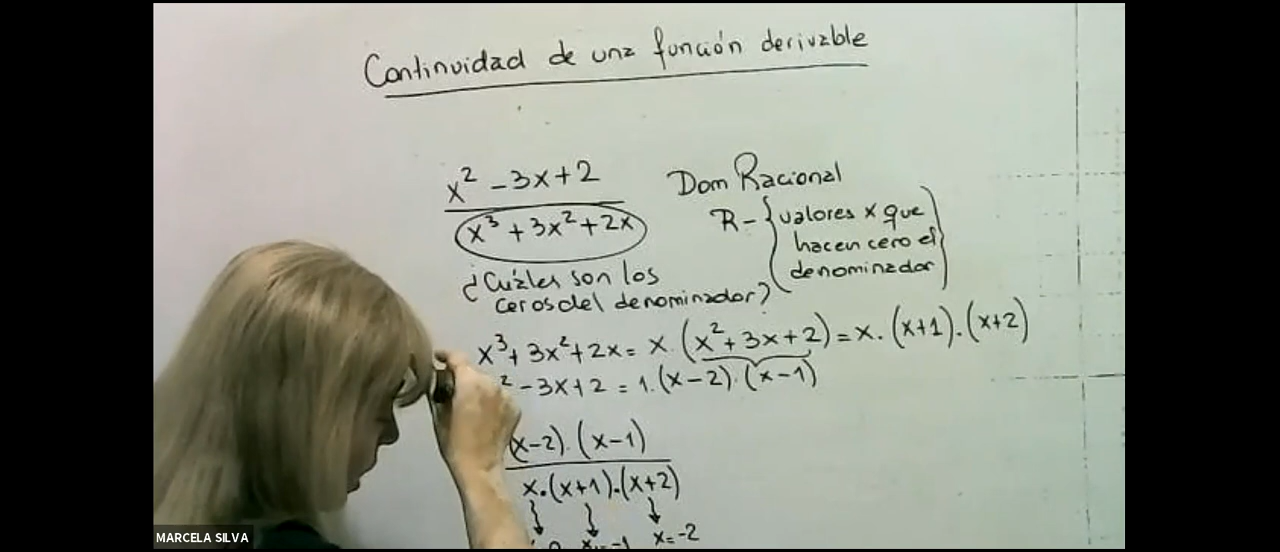 Continuidad de una función derivable
x² - 3x + 2
x³ + 3x² + 2x
Dom Racional
R - {valores x que
hacen cero el
denominador}
¿Cuáles son los
ceros del denominador?
x³ + 3x² + 2x = x . (x² + 3x + 2) = x . (x+1) . (x+2)
² - 3x + 2 = 1 . (x - 2) . (x - 1)
(x-2) . (x-1)
x . (x+1) . (x+2)
x=-1 x=-2
MARCELA SILVA